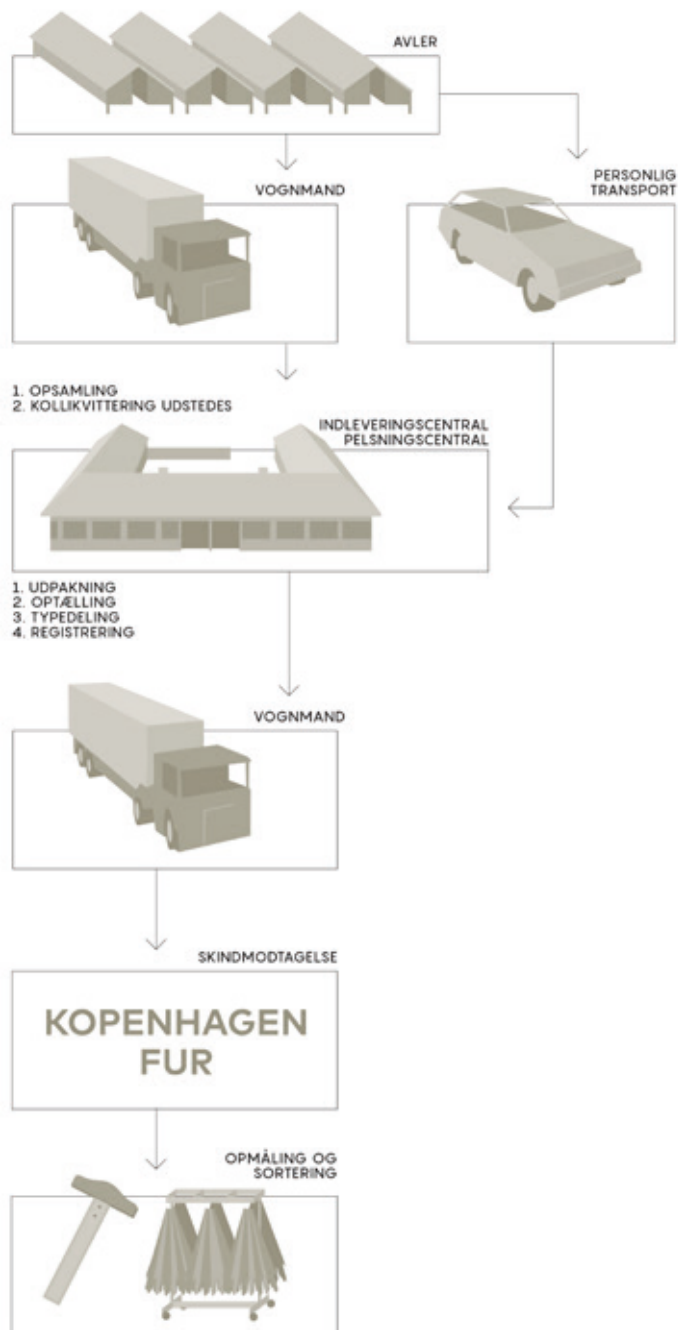 AVLER
VOGNMAND
PERSONLIG
TRANSPORT
1. OPSAMLING
2. KOLLIKVITTERING UDSTEDES
INDLEVERINGSCENTRAL
PELSNINGSCENTRAL
1. UDPAKNING
2. OPTÆLLING
3. TYPEDELING
4. REGISTRERING
VOGNMAND
SKINDMODTAGELSE
KOPENHAGEN
FUR
OPMÅLING OG
SORTERING